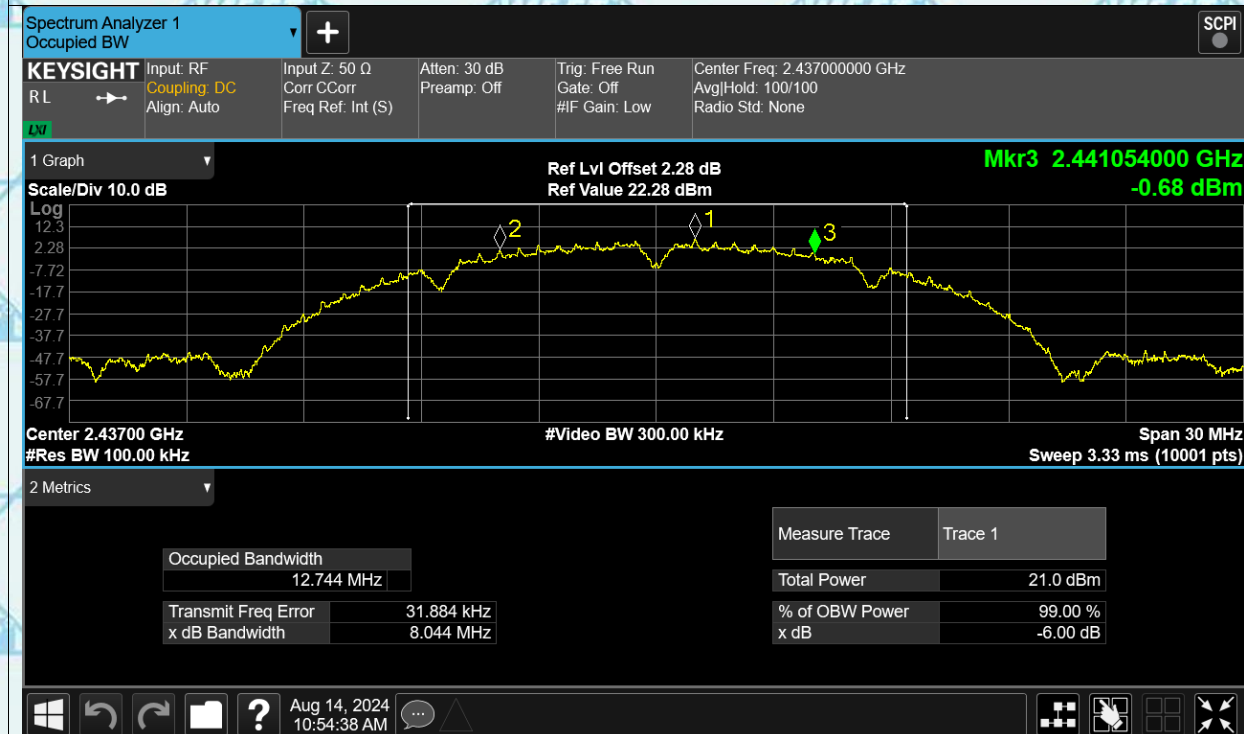 Spectrum Analyzer 1
Occupied BW
▼
+
SCPI
KEYSIGHT
RL
LXI
Input: RF
Coupling: DC
Align: Auto
Input Z: 50 Ω
Corr CCorr
Freq Ref: Int (S)
Atten: 30 dB
Preamp: Off
Trig: Free Run
Gate: Off
#IF Gain: Low
Center Freq: 2.437000000 GHz
Avg|Hold: 100/100
Radio Std: None
1 Graph ▼
Scale/Div 10.0 dB
Ref Lvl Offset 2.28 dB
Ref Value 22.28 dBm
Mkr3 2.441054000 GHz
-0.68 dBm
Log
12.3
2.28
-7.72
-17.7
-27.7
-37.7
-47.7
-57.7
-67.7
2
1
3
Center 2.43700 GHz
#Res BW 100.00 kHz
#Video BW 300.00 kHz
Span 30 MHz
Sweep 3.33 ms (10001 pts)
2 Metrics ▼
Occupied Bandwidth
12.744 MHz
Transmit Freq Error 31.884 kHz
x dB Bandwidth 8.044 MHz
Measure Trace Trace 1
Total Power 21.0 dBm
% of OBW Power 99.00 %
x dB -6.00 dB
?
Aug 14, 2024
10:54:38 AM